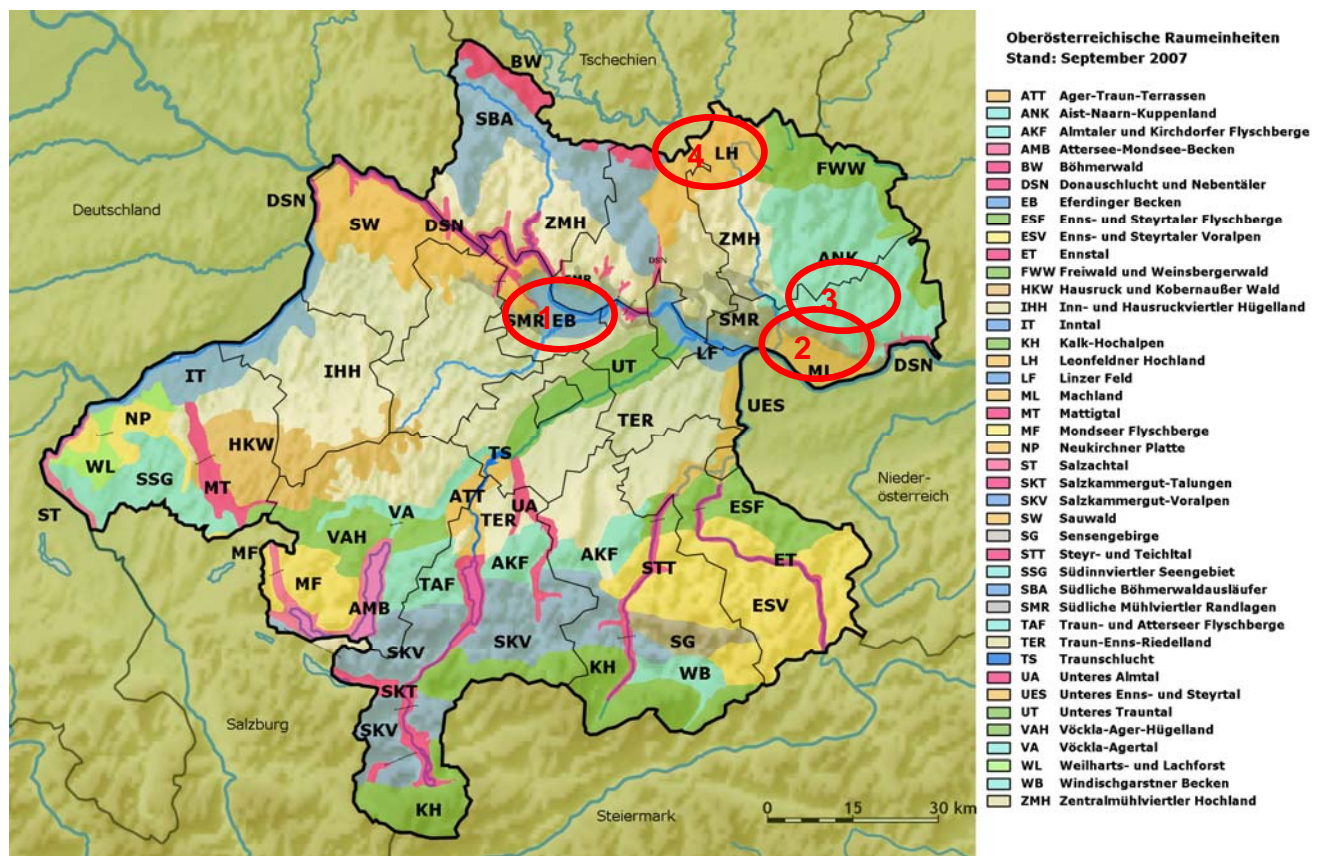 Oberösterreichische Raumeinheiten
Stand: September 2007
ATT Ager-Traun-Terrassen
ANK Aist-Naarn-Kuppenland
AKF Almtaler und Kirchdorfer Flyschberge
AMB Attersee-Mondsee-Becken
BW Böhmerwald
DSN Donauschlucht und Nebentäler
EB Eferdinger Becken
ESF Enns- und Steyrtaler Flyschberge
ESV Enns- und Steyrtaler Voralpen
ET Ennstal
FWW Freiwald und Weinsbergerwald
HKW Hausruck und Kobernaußer Wald
IHH Inn- und Hausruckviertler Hügelland
IT Inntal
KH Kalk-Hochalpen
LH Leonfeldner Hochland
LF Linzer Feld
ML Machland
MT Mattigtal
MF Mondseer Flyschberge
NP Neukirchner Platte
ST Salzachtal
SKT Salzkammergut-Talungen
SKV Salzkammergut-Voralpen
SW Sauwald
SG Sensengebirge
STT Steyr- und Teichltal
SSG Südinnviertler Seengebiet
SBA Südliche Böhmerwaldausläufer
SMR Südliche Mühlviertler Randlagen
TAF Traun- und Atterseer Flyschberge
TER Traun-Enns-Riedelland
TS Traunschlucht
UA Unteres Almtal
UES Unteres Enns- und Steyrtal
UT Unteres Trauntal
VAH Vöckla-Ager-Hügelland
VA Vöckla-Agertal
WL Weilharts- und Lachforst
WB Windischgarstner Becken
ZMH Zentralmühlviertler Hochland
BW
Tschechien
SBA
4
LH
FWW
Deutschland
DSN
SW
DSN
ZMH
ZMH
ANK
DSN
3
1
SMR
EB
SMR
2
ML
LF
DSN
UT
IHH
IT
UES
NP
HKW
TER
WL
SSG
MT
TS
Nieder-
österreich
ST
ATT
UA
VA
TER
ESF
VAH
MF
AKF
AKF
STT
ET
MF
TAF
AMB
ESV
SKV
SKV
SG
KH
WB
SKT
Salzburg
SKV
KH
Steiermark
0 15 30 km